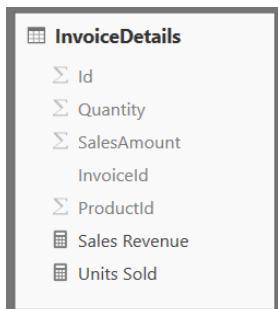 InvoiceDetails
Id
Quantity
SalesAmount
InvoiceId
ProductId
Sales Revenue
Units Sold